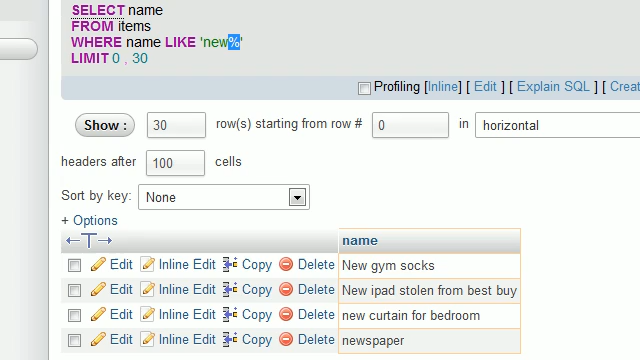 SELECT name
FROM items
WHERE name LIKE 'new%'
LIMIT 0 , 30
Profiling [Inline] [ Edit ] [ Explain SQL ] [ Creat
Show : 30 row(s) starting from row # 0 in horizontal
headers after 100 cells
Sort by key: None
+ Options
←T→ name
Edit Inline Edit Copy Delete New gym socks
Edit Inline Edit Copy Delete New ipad stolen from best buy
Edit Inline Edit Copy Delete new curtain for bedroom
Edit Inline Edit Copy Delete newspaper